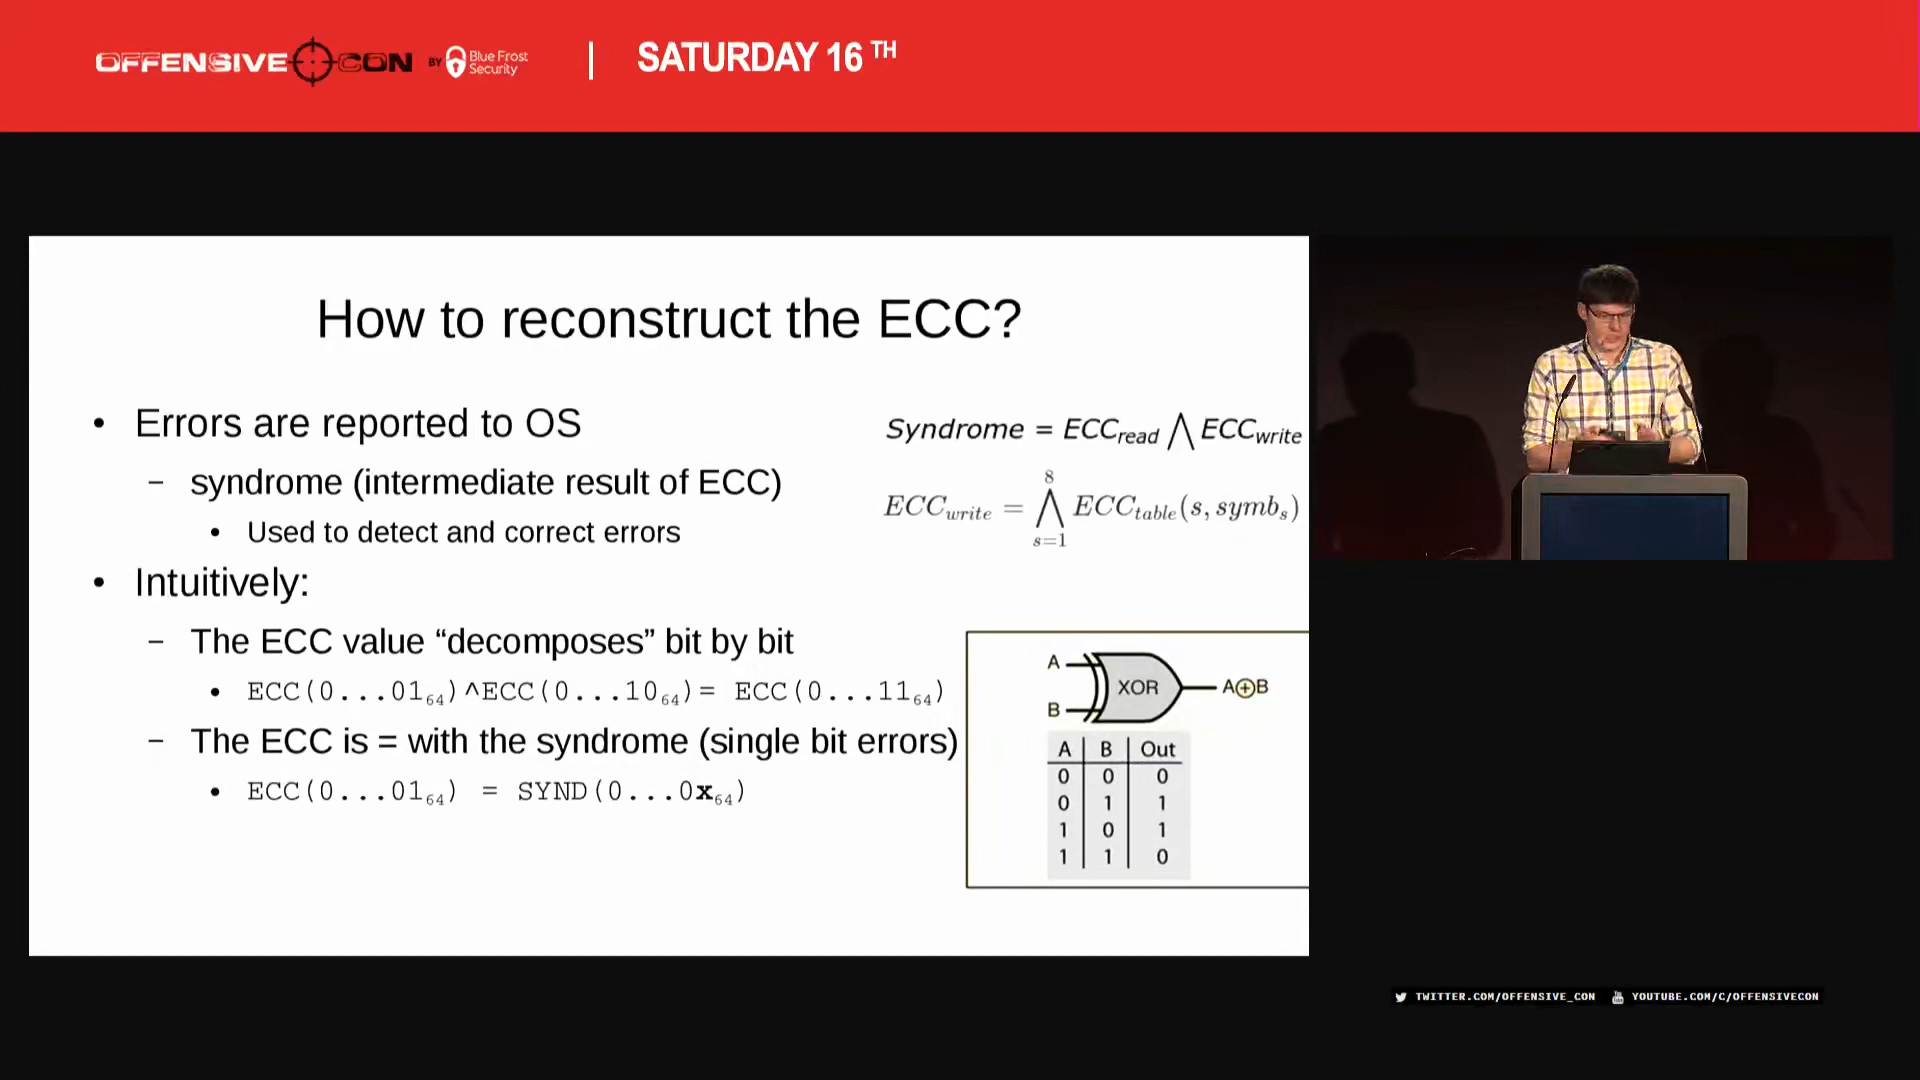 OFFENSIVE CON BY Blue Frost Security | SATURDAY 16 TH
How to reconstruct the ECC?
• Errors are reported to OS
– syndrome (intermediate result of ECC)
• Used to detect and correct errors
• Intuitively:
– The ECC value “decomposes” bit by bit
• ECC(0...01₆₄)^ECC(0...10₆₄)= ECC(0...11₆₄)
– The ECC is = with the syndrome (single bit errors)
• ECC(0...01₆₄) = SYND(0...0x₆₄)
Syndrome = ECCread ⋀ ECCwrite
8
ECCwrite = ⋀ ECCtable(s, symbs)
s=1
A
XOR A⊕B
B
A B Out
0 0 0
0 1 1
1 0 1
1 1 0
TWITTER.COM/OFFENSIVE_CON YOUTUBE.COM/C/OFFENSIVECON